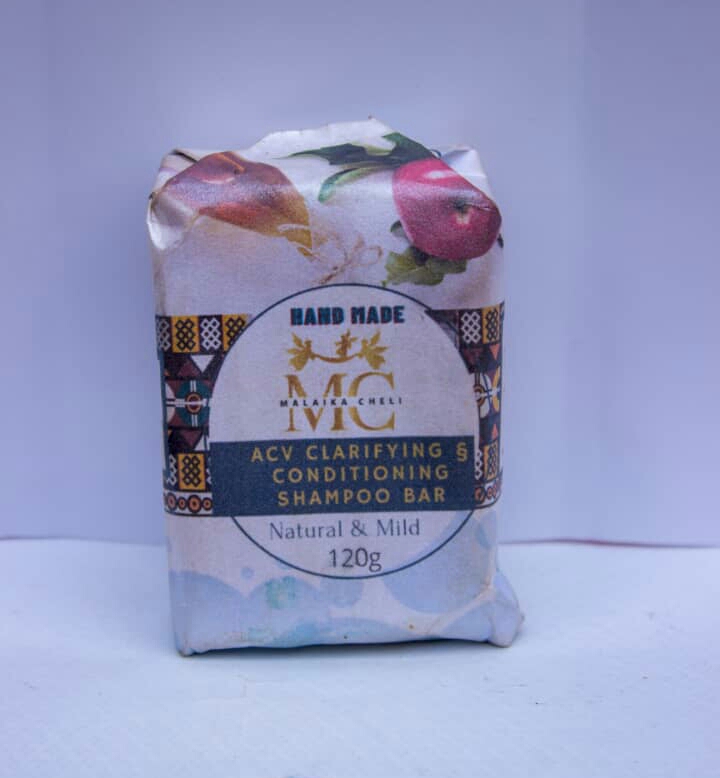 HAND MADE
MC
MALAIKA CHELI
ACV CLARIFYING §
CONDITIONING
SHAMPOO BAR
Natural & Mild
120g